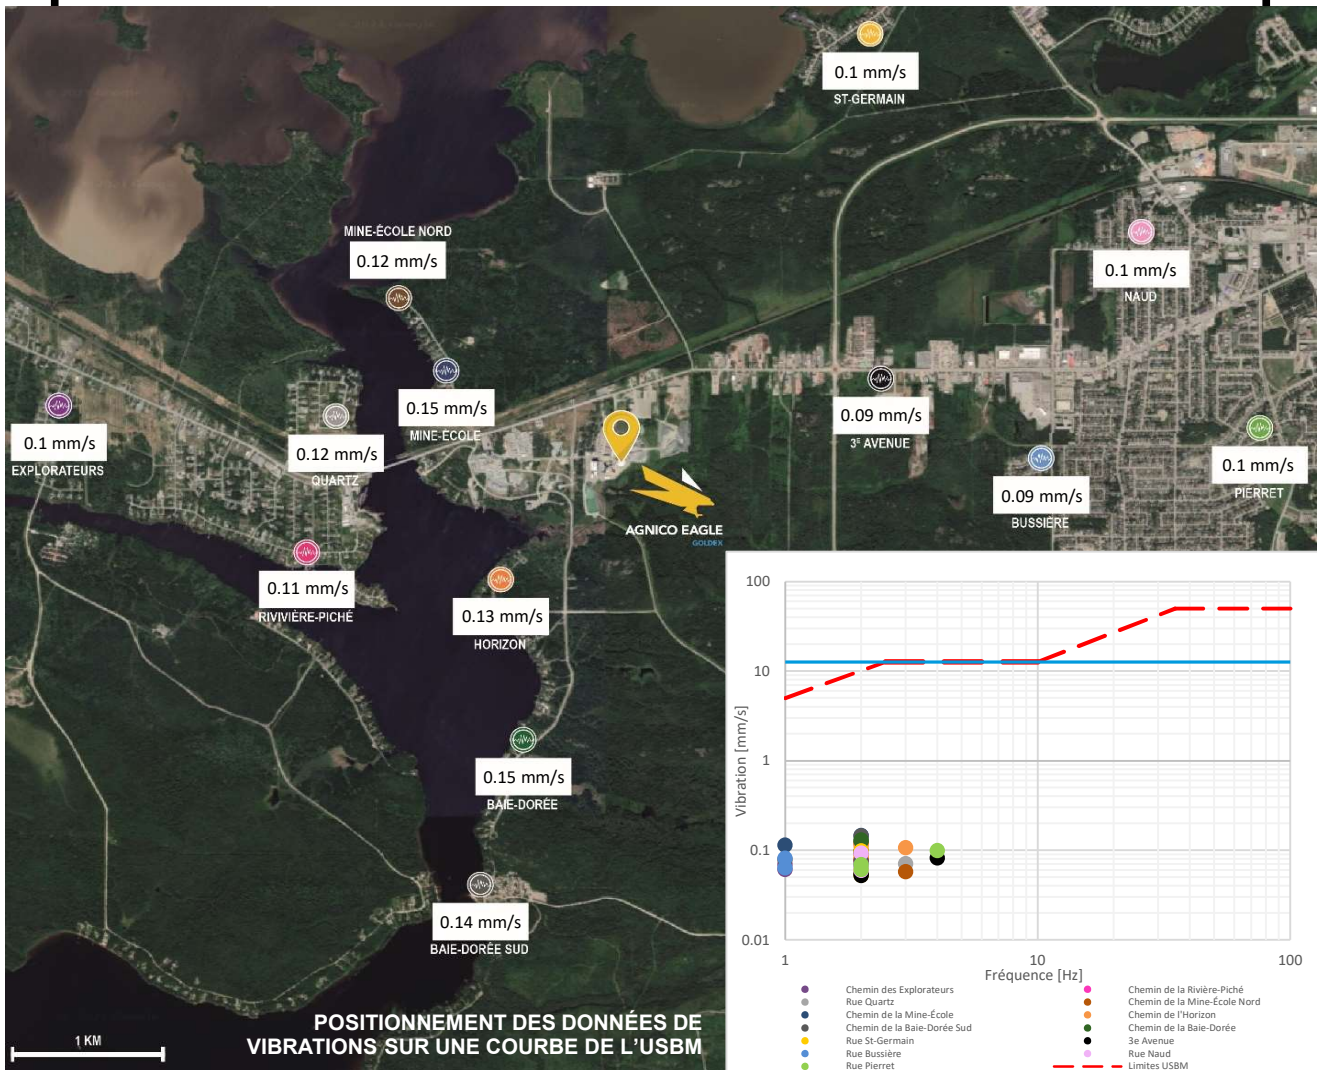 0.1 mm/s
ST-GERMAIN
MINE-ÉCOLE NORD
0.12 mm/s
0.1 mm/s
NAUD
0.15 mm/s
MINE-ÉCOLE
0.1 mm/s
EXPLORATEURS
0.12 mm/s
QUARTZ
0.09 mm/s
3E AVENUE
0.1 mm/s
PIERRET
0.09 mm/s
BUSSIÈRE
AGNICO EAGLE
GOLDEX
0.11 mm/s
RIVIVIÈRE-PICHÉ
0.13 mm/s
HORIZON
0.15 mm/s
BAIE-DORÉE
0.14 mm/s
BAIE-DORÉE SUD
POSITIONNEMENT DES DONNÉES DE
VIBRATIONS SUR UNE COURBE DE L'USBM
1 KM
Vibration [mm/s]
100
10
1
0.1
0.01
1
10
100
Fréquence [Hz]
Chemin des Explorateurs
Chemin de la Rivière-Piché
Rue Quartz
Chemin de la Mine-École Nord
Chemin de la Mine-École
Chemin de l'Horizon
Chemin de la Baie-Dorée Sud
Chemin de la Baie-Dorée
Rue St-Germain
3e Avenue
Rue Bussière
Rue Naud
Rue Pierret
Limites USBM